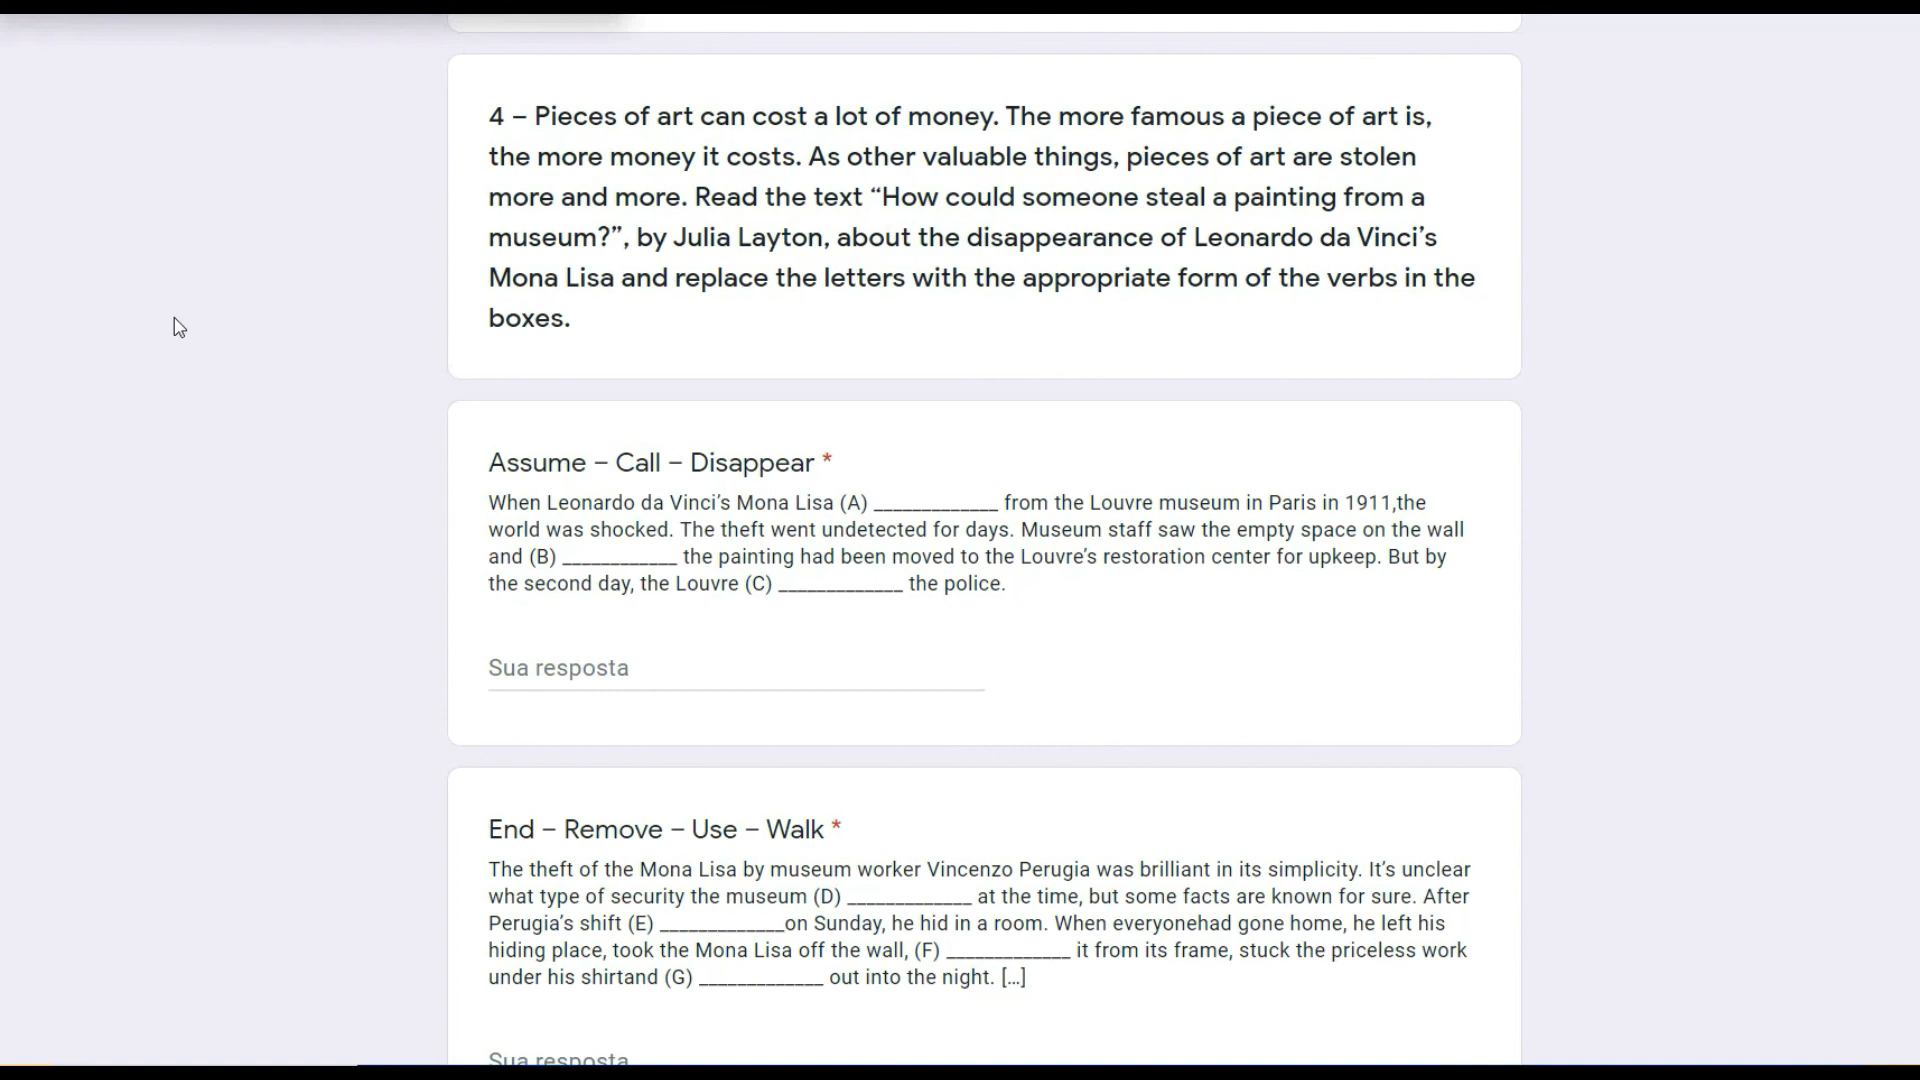 4 – Pieces of art can cost a lot of money. The more famous a piece of art is,
the more money it costs. As other valuable things, pieces of art are stolen
more and more. Read the text “How could someone steal a painting from a
museum?”, by Julia Layton, about the disappearance of Leonardo da Vinci’s
Mona Lisa and replace the letters with the appropriate form of the verbs in the
boxes.
Assume – Call – Disappear *
When Leonardo da Vinci’s Mona Lisa (A) _____________ from the Louvre museum in Paris in 1911,the
world was shocked. The theft went undetected for days. Museum staff saw the empty space on the wall
and (B) ____________ the painting had been moved to the Louvre’s restoration center for upkeep. But by
the second day, the Louvre (C) _____________ the police.
Sua resposta
End – Remove – Use – Walk *
The theft of the Mona Lisa by museum worker Vincenzo Perugia was brilliant in its simplicity. It’s unclear
what type of security the museum (D) _____________ at the time, but some facts are known for sure. After
Perugia’s shift (E) _____________on Sunday, he hid in a room. When everyonehad gone home, he left his
hiding place, took the Mona Lisa off the wall, (F) _____________ it from its frame, stuck the priceless work
under his shirtand (G) _____________ out into the night. […]
Sua resposta